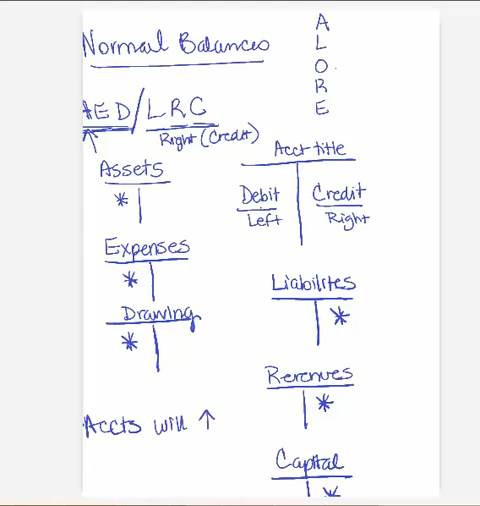 Normal Balances
A
L
O
R
E
AED/LRC
Right (Credit)
Acct title
Debit
Left
Credit
Right
Assets
*
Expenses
*
Drawing
*
Liabilites
*
Revenues
*
Capital
*
Accts will ↑